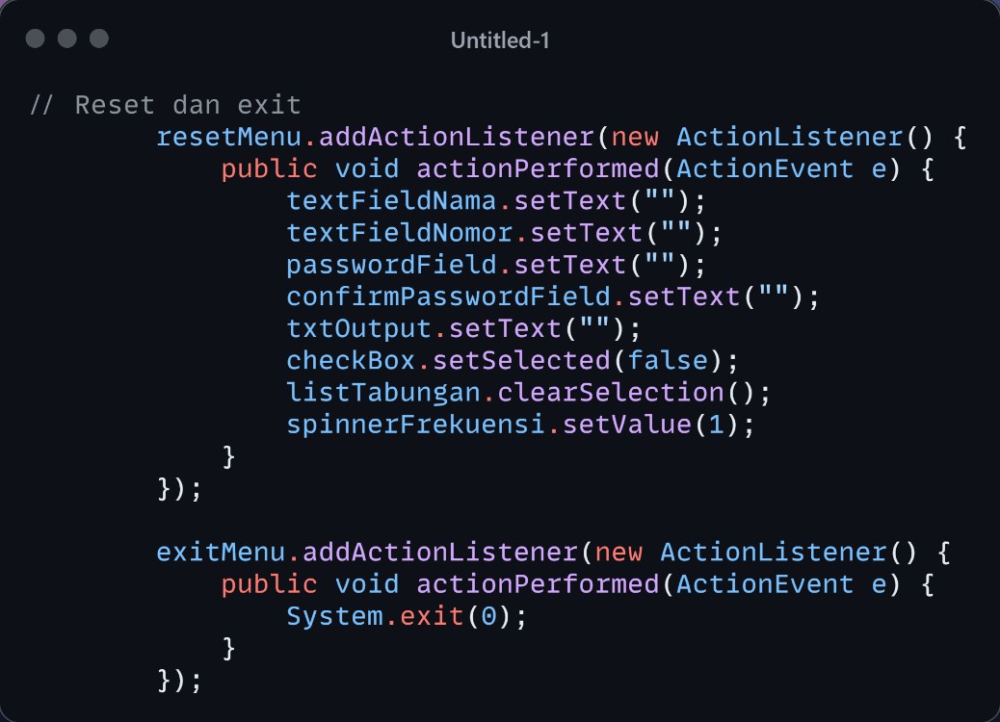 Untitled-1
// Reset dan exit
resetMenu.addActionListener(new ActionListener() {
public void actionPerformed(ActionEvent e) {
textFieldNama.setText("");
textFieldNomor.setText("");
passwordField.setText("");
confirmPasswordField.setText("");
txtOutput.setText("");
checkBox.setSelected(false);
listTabungan.clearSelection();
spinnerFrekuensi.setValue(1);
}
});
exitMenu.addActionListener(new ActionListener() {
public void actionPerformed(ActionEvent e) {
System.exit(0);
}
});